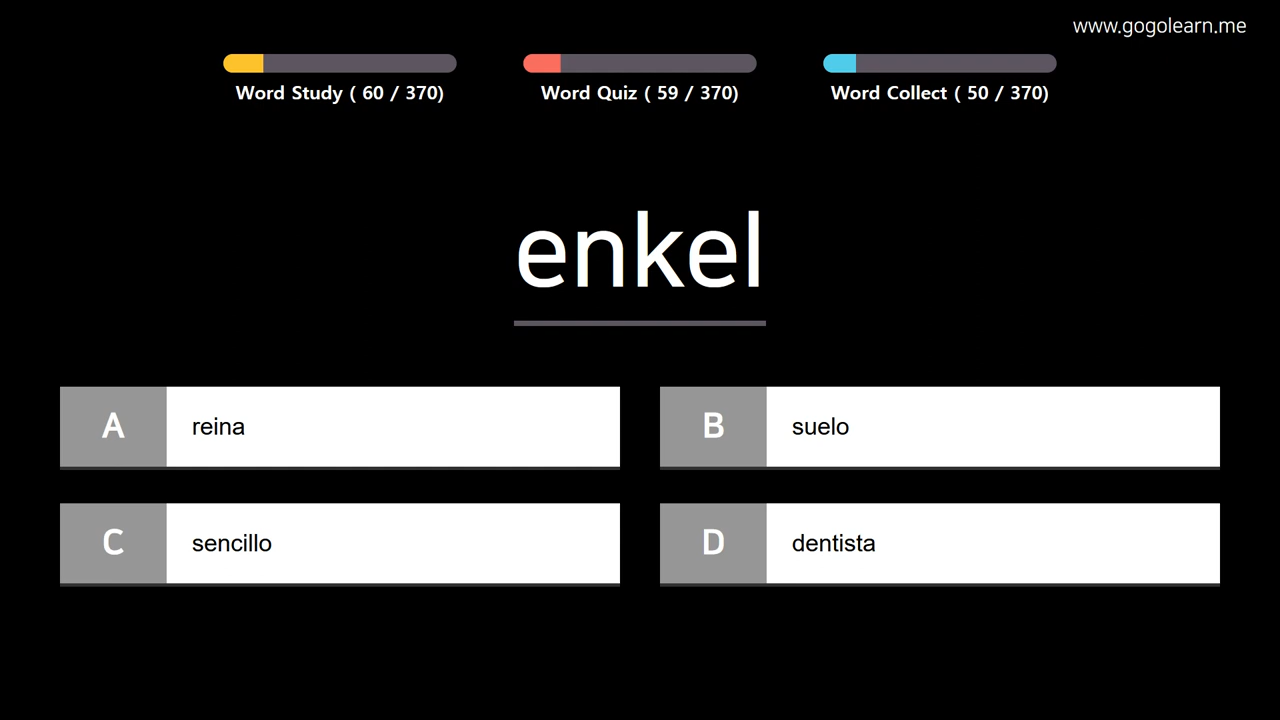 www.gogolearn.me
Word Study ( 60 / 370)
Word Quiz ( 59 / 370)
Word Collect ( 50 / 370)
enkel
A reina
B suelo
C sencillo
D dentista